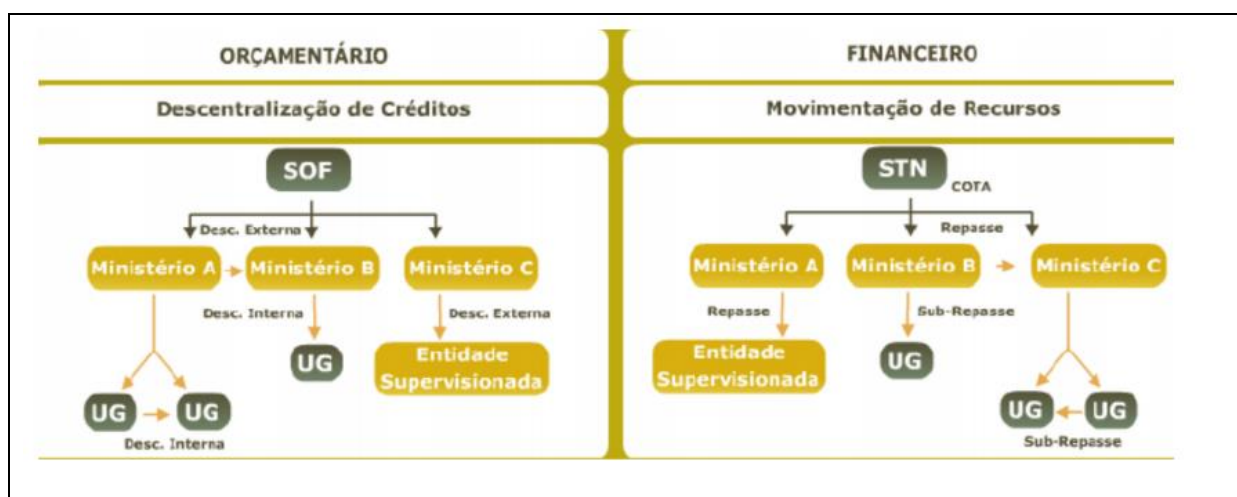 ORÇAMENTÁRIO
Descentralização de Créditos
SOF
Desc. Externa
Ministério A
Ministério B
Ministério C
Desc. Interna
Desc. Externa
UG
Entidade
Supervisionada
UG
UG
Desc. Interna
FINANCEIRO
Movimentação de Recursos
STN
COTA
Repasse
Ministério A
Ministério B
Ministério C
Repasse
Sub-Repasse
Entidade
Supervisionada
UG
UG
UG
Sub-Repasse